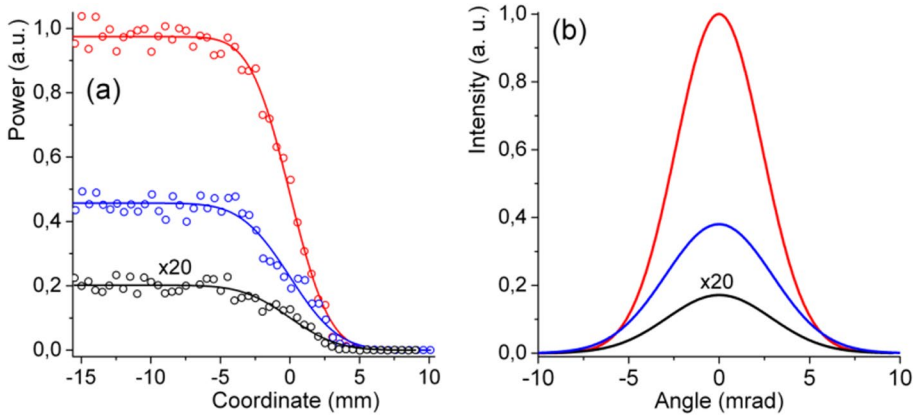 (a)
Power (a.u.)
1,0
0,8
0,6
0,4
0,2
0,0
x20
-15 -10 -5 0 5 10
Coordinate (mm)
(b)
Intensity (a. u.)
1,0
0,8
0,6
0,4
0,2
0,0
x20
-10 -5 0 5 10
Angle (mrad)